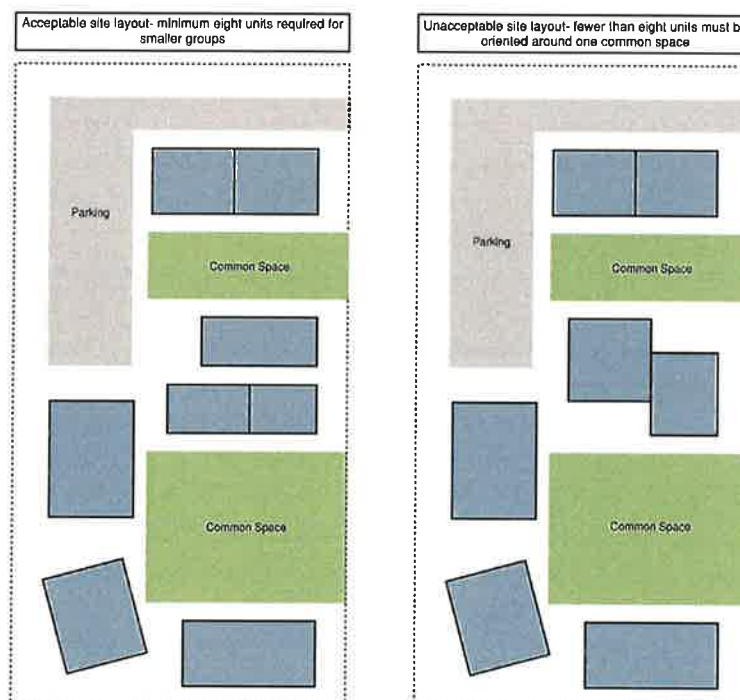 Acceptable site layout- minimum eight units required for
smaller groups
Unacceptable site layout- fewer than eight units must be
oriented around one common space
Parking
Common Space
Common Space
Parking
Common Space
Common Space